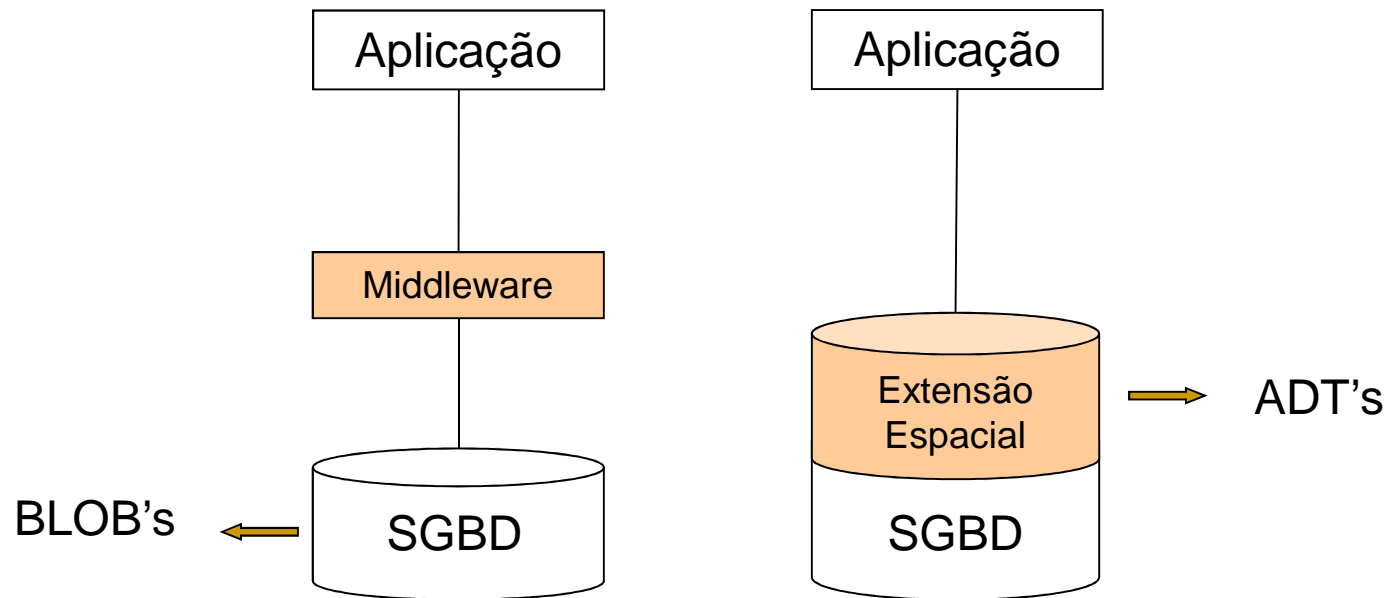 Aplicação
Aplicação
Middleware
Extensão
Espacial
ADT’s
BLOB’s
SGBD
SGBD